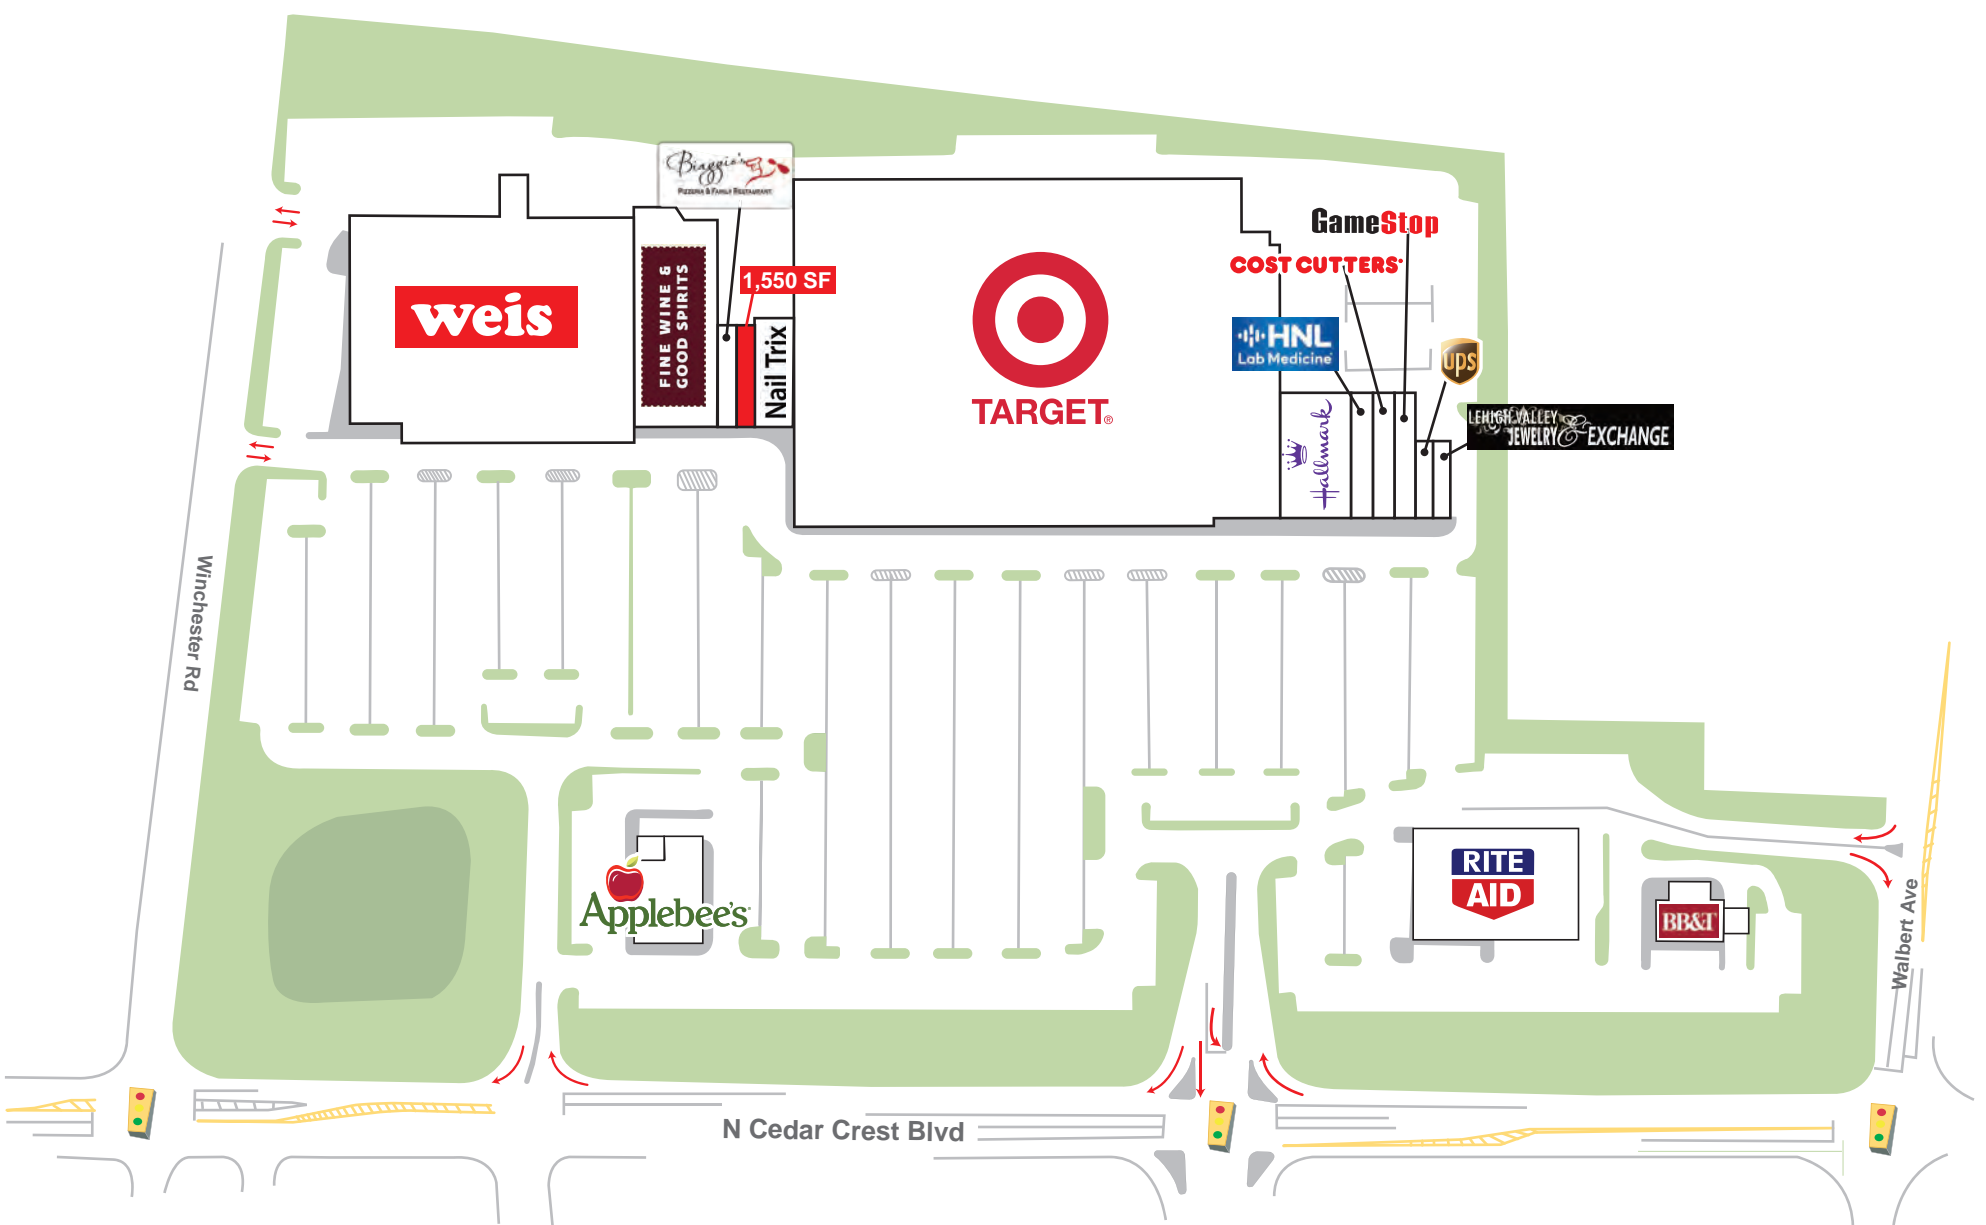 Biaggio's
PIZZERIA & FAMILY RESTAURANT
weis
FINE WINE &
GOOD SPIRITS
1,550 SF
Nail Trix
TARGET®
GameStop
COST CUTTERS
HNL
Lab Medicine
Hallmark
ups
LEHIGH VALLEY
JEWELRY & EXCHANGE
Winchester Rd
Applebee's
RITE
AID
BB&T
Walbert Ave
N Cedar Crest Blvd